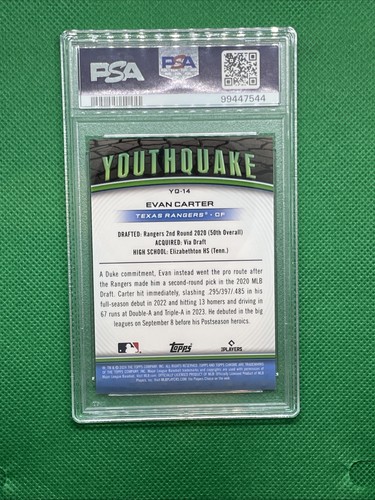 PSA
PSA
99447544
YOUTHQUAKE
YQ-14
EVAN CARTER
TEXAS RANGERS® - OF
DRAFTED: Rangers 2nd Round 2020 (50th Overall)
ACQUIRED: Via Draft
HIGH SCHOOL: Elizabethton HS (Tenn.)
A Duke commitment, Evan instead went the pro route after
the Rangers made him a second-round pick in the 2020 MLB
Draft. Carter hit immediately, slashing .295/.397/.485 in his
full-season debut in 2022 and hitting 13 homers and driving in
67 runs at Double-A and Triple-A in 2023. He debuted in the big
leagues on September 8 before his Postseason heroics.
topps
PLAYERS